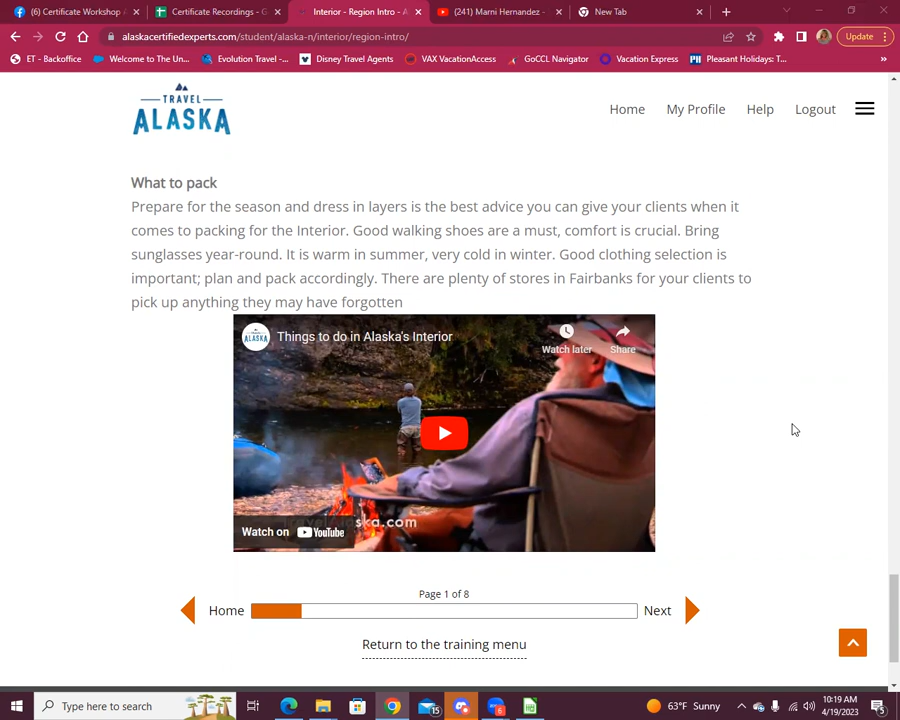 (6) Certificate Workshop A
Certificate Recordings - G
Interior - Region Intro - A
(241) Marni Hernandez -
New Tab
alaskacertifiedexperts.com/student/alaska-n/interior/region-intro/
Update
ET - Backoffice
Welcome to The Un...
Evolution Travel -...
Disney Travel Agents
VAX VacationAccess
GoCCL Navigator
Vacation Express
Pleasant Holidays: T...
»
TRAVEL
ALASKA
Home
My Profile
Help
Logout
What to pack
Prepare for the season and dress in layers is the best advice you can give your clients when it
comes to packing for the Interior. Good walking shoes are a must, comfort is crucial. Bring
sunglasses year-round. It is warm in summer, very cold in winter. Good clothing selection is
important; plan and pack accordingly. There are plenty of stores in Fairbanks for your clients to
pick up anything they may have forgotten
ALASKA
Things to do in Alaska's Interior
Watch later
Share
Watch on YouTube
Page 1 of 8
Home
Next
Return to the training menu
Type here to search
15
6
63°F Sunny
10:19 AM
4/19/2023
5